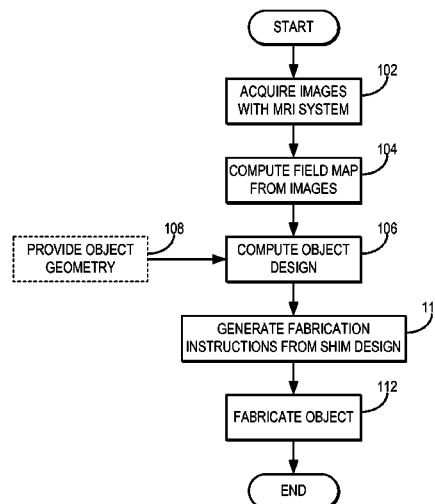 START
102
ACQUIRE IMAGES
WITH MRI SYSTEM
104
COMPUTE FIELD MAP
FROM IMAGES
108
PROVIDE OBJECT
GEOMETRY
106
COMPUTE OBJECT
DESIGN
11
GENERATE FABRICATION
INSTRUCTIONS FROM SHIM DESIGN
112
FABRICATE OBJECT
END